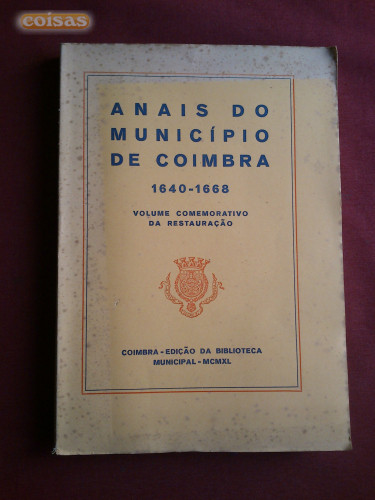 coisas
ANAIS DO
MUNICÍPIO
DE COIMBRA
1640-1668
VOLUME COMEMORATIVO
DA RESTAURAÇÃO
COIMBRA - EDIÇÃO DA BIBLIOTECA
MUNICIPAL - MCMXL